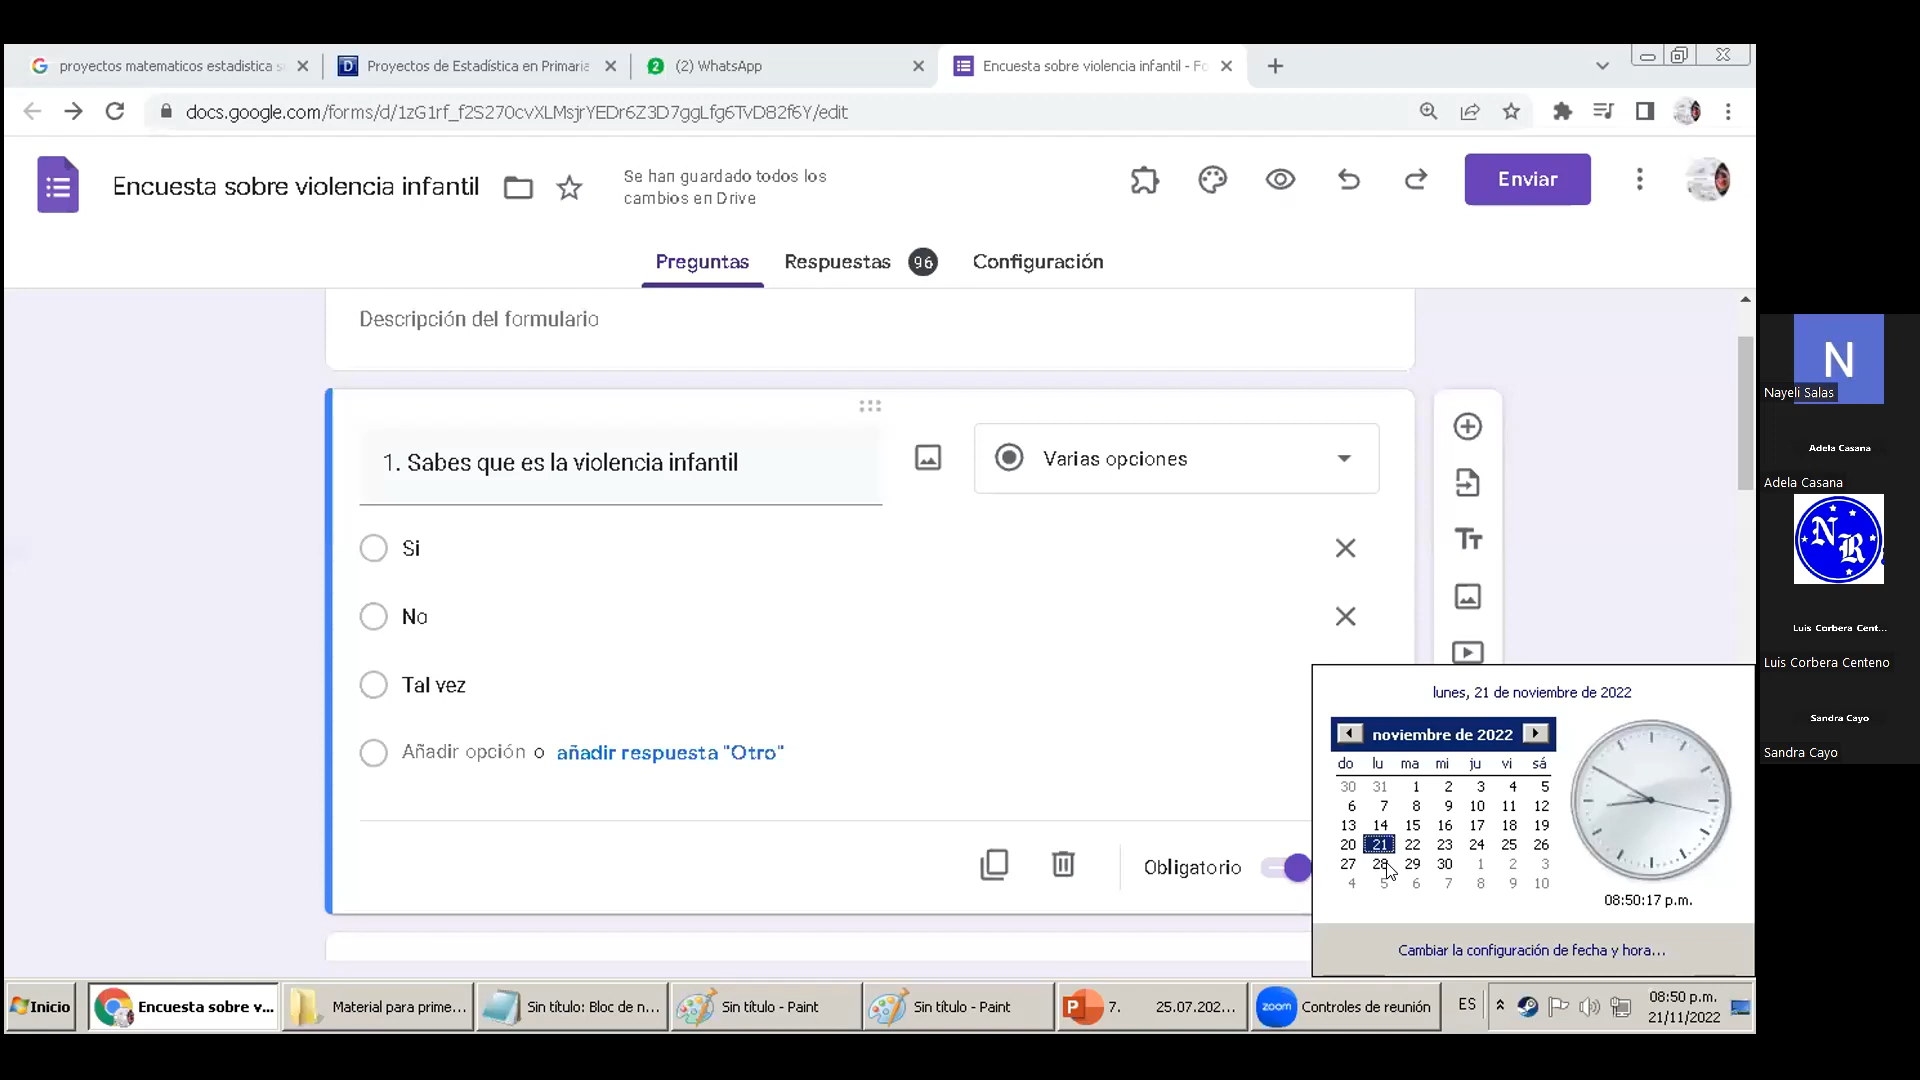 proyectos matematicos estadistica s
Proyectos de Estadística en Primaria
(2) WhatsApp
Encuesta sobre violencia infantil - Fo
docs.google.com/forms/d/1zG1rf_f2S270cvXLMsjrYEDr6Z3D7ggLfg6TvD82f6Y/edit
Encuesta sobre violencia infantil
Se han guardado todos los
cambios en Drive
Enviar
Preguntas
Respuestas
96
Configuración
Descripción del formulario
1. Sabes que es la violencia infantil
Varias opciones
Si
No
Tal vez
Añadir opción o añadir respuesta "Otro"
Obligatorio
lunes, 21 de noviembre de 2022
noviembre de 2022
do lu ma mi ju vi sá
30 31 1 2 3 4 5
6 7 8 9 10 11 12
13 14 15 16 17 18 19
20 21 22 23 24 25 26
27 28 29 30 1 2 3
4 5 6 7 8 9 10
08:50:17 p.m.
Cambiar la configuración de fecha y hora...
N
Nayeli Salas
Adela Casana
Adela Casana
N R
Luis Corbera Cent...
Luis Corbera Centeno
Sandra Cayo
Sandra Cayo
Inicio
Encuesta sobre v...
Material para prime...
Sin título: Bloc de n...
Sin título - Paint
Sin título - Paint
7. 25.07.202...
zoom
Controles de reunión
ES
08:50 p.m.
21/11/2022